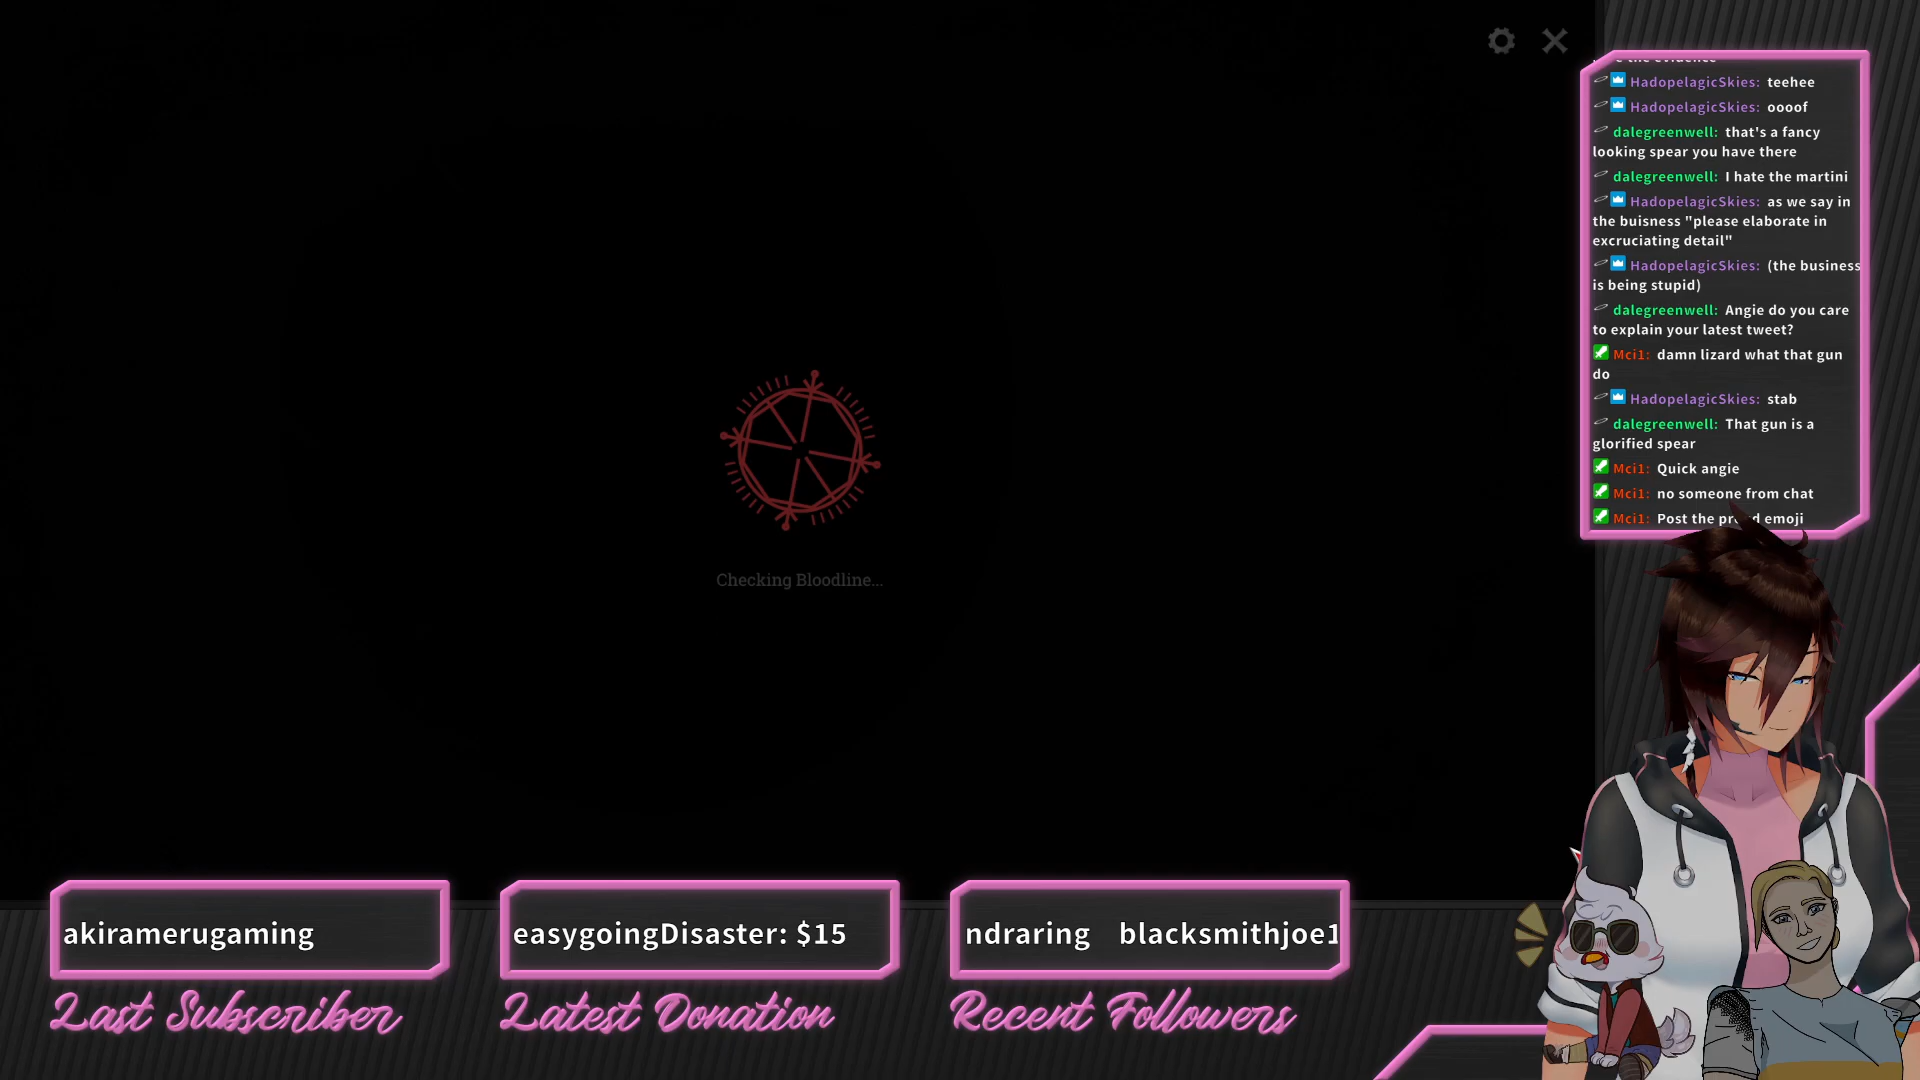 HadopelagicSkies: teehee
HadopelagicSkies: oooof
dalegreenwell: that's a fancy
looking spear you have there
dalegreenwell: I hate the martini
HadopelagicSkies: as we say in
the buisness "please elaborate in
excruciating detail"
HadopelagicSkies: (the business
is being stupid)
dalegreenwell: Angie do you care
to explain your latest tweet?
Mci1: damn lizard what that gun
do
HadopelagicSkies: stab
dalegreenwell: That gun is a
glorified spear
Mci1: Quick angie
Mci1: no someone from chat
Mci1: Post the emoji
Checking Bloodline...
akiramerugaming
Last Subscriber
easygoingDisaster: $15
Latest Donation
ndraring blacksmithjoe1
Recent Followers